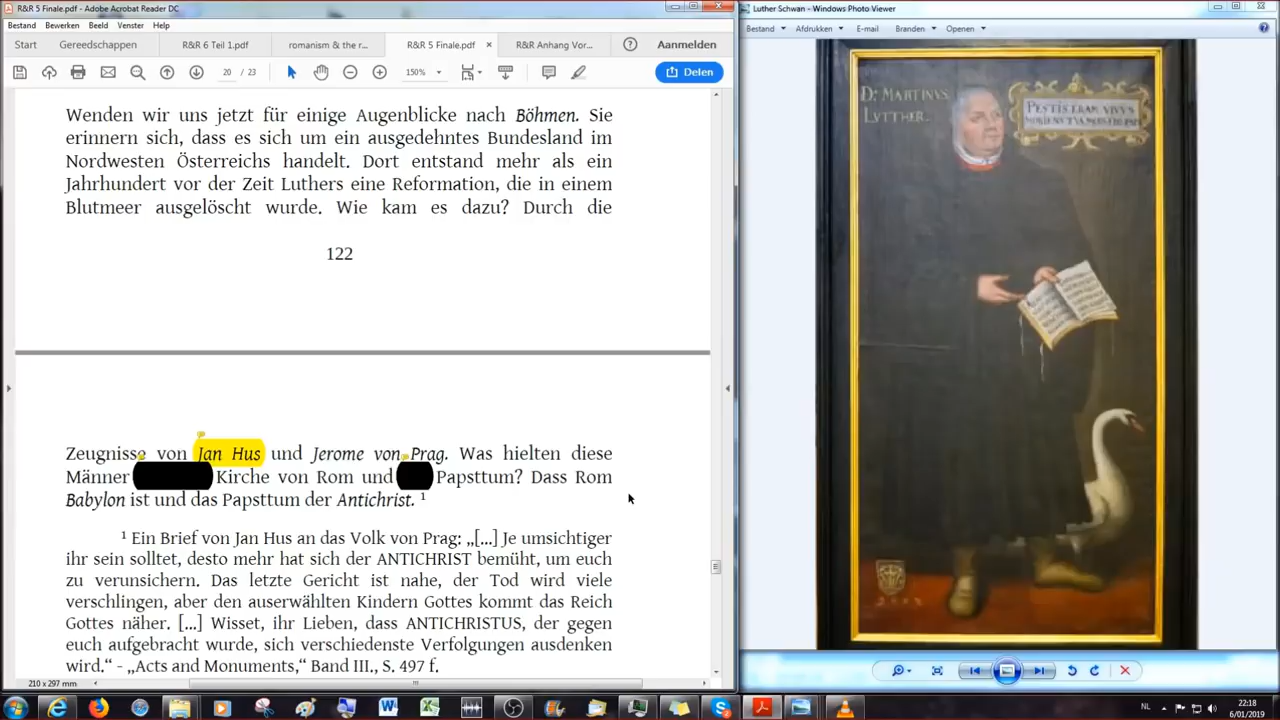 R&R 5 Finale.pdf - Adobe Acrobat Reader DC
Bestand Bewerken Beeld Venster Help
Start Gereedschappen R&R 6 Teil 1.pdf romanism & the r... R&R 5 Finale.pdf × R&R Anhang Vor... Aanmelden
20 / 23 150% Delen
Wenden wir uns jetzt für einige Augenblicke nach Böhmen. Sie
erinnern sich, dass es sich um ein ausgedehntes Bundesland im
Nordwesten Österreichs handelt. Dort entstand mehr als ein
Jahrhundert vor der Zeit Luthers eine Reformation, die in einem
Blutmeer ausgelöscht wurde. Wie kam es dazu? Durch die
122
Zeugnisse von Jan Hus und Jerome von Prag. Was hielten diese
Männer Kirche von Rom und Papsttum? Dass Rom
Babylon ist und das Papsttum der Antichrist. ¹
¹ Ein Brief von Jan Hus an das Volk von Prag: „[...] Je umsichtiger
ihr sein solltet, desto mehr hat sich der ANTICHRIST bemüht, um euch
zu verunsichern. Das letzte Gericht ist nahe, der Tod wird viele
verschlingen, aber den auserwählten Kindern Gottes kommt das Reich
Gottes näher. [...] Wisset, ihr Lieben, dass ANTICHRISTUS, der gegen
euch aufgebracht wurde, sich verschiedenste Verfolgungen ausdenken
wird.“ - „Acts and Monuments,“ Band III., S. 497 f.
210 x 297 mm
Luther Schwan - Windows Photo Viewer
Bestand Afdrukken E-mail Branden Openen
D: MARTINVS
LVTHER.
PESTIS ERAM VIVVS
NL 22:18
6/01/2019